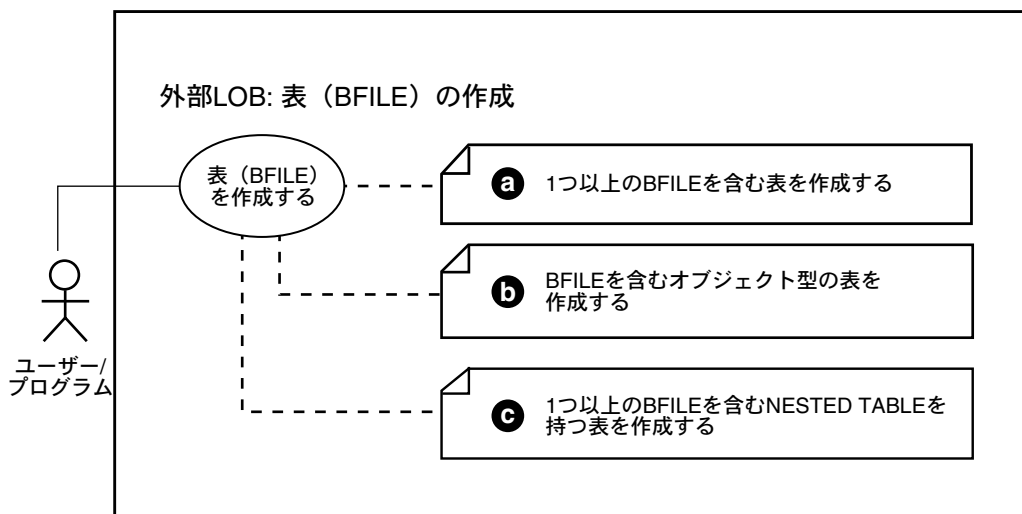 外部LOB: 表（BFILE）の作成
表（BFILE）
を作成する
a 1つ以上のBFILEを含む表を作成する
b BFILEを含むオブジェクト型の表を
作成する
c 1つ以上のBFILEを含むNESTED TABLEを
持つ表を作成する
ユーザー/
プログラム